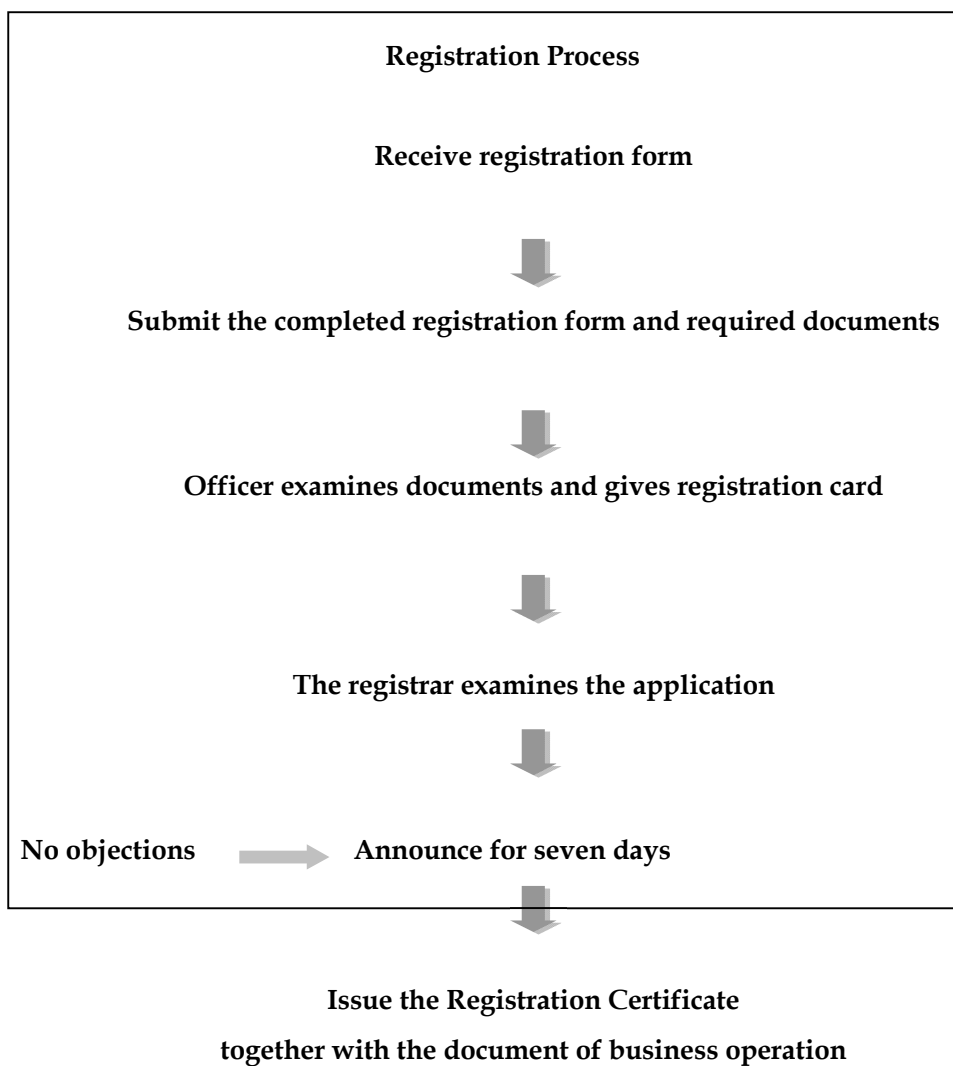 Registration Process
Receive registration form
Submit the completed registration form and required documents
Officer examines documents and gives registration card
The registrar examines the application
No objections Announce for seven days
Issue the Registration Certificate
together with the document of business operation